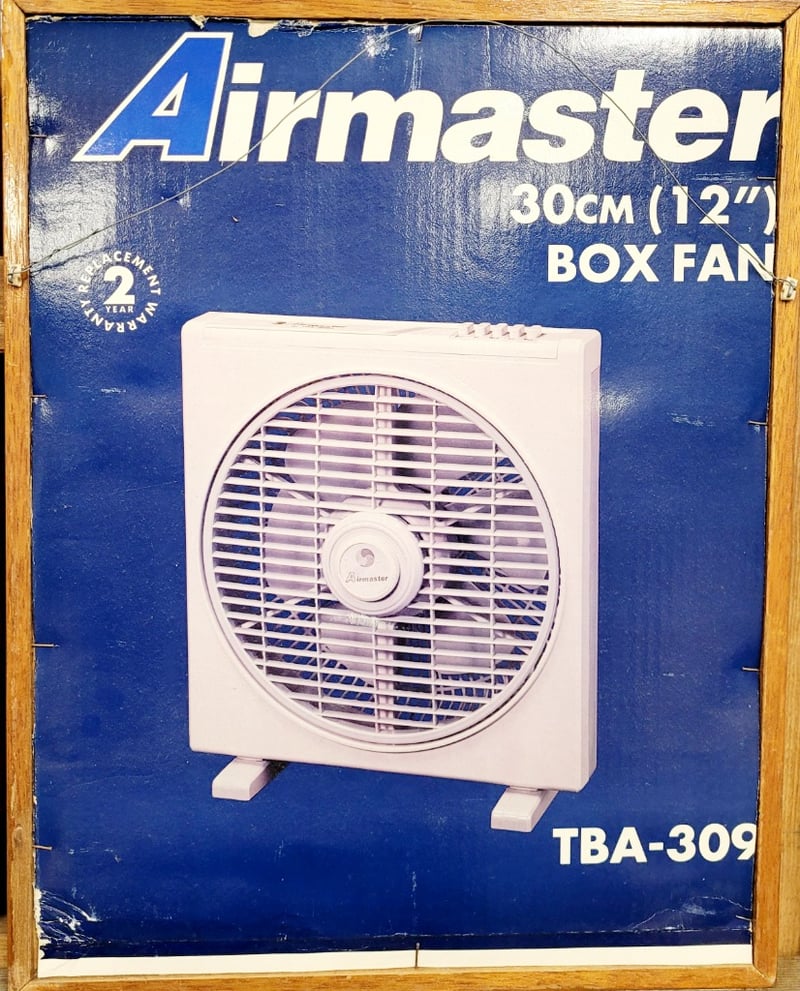 Airmaster
30CM (12")
BOX FAN
REPLACEMENT
2
YEAR
WARRANTY
Airmaster
TBA-309